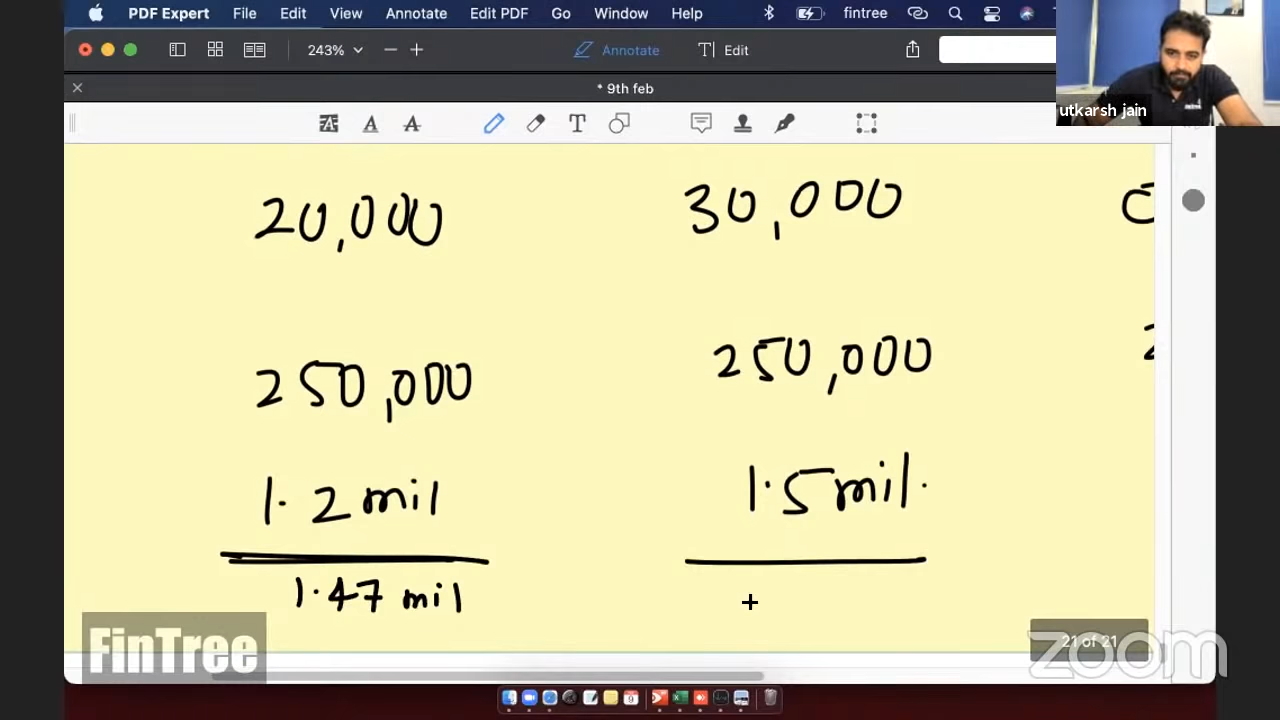 PDF Expert File Edit View Annotate Edit PDF Go Window Help fintree
243% Annotate T Edit
* 9th feb
utkarsh jain
20,000 30,000
250,000 250,000
1.2 mil 1.5 mil.
1.47 mil
21 of 21
FinTree zoom